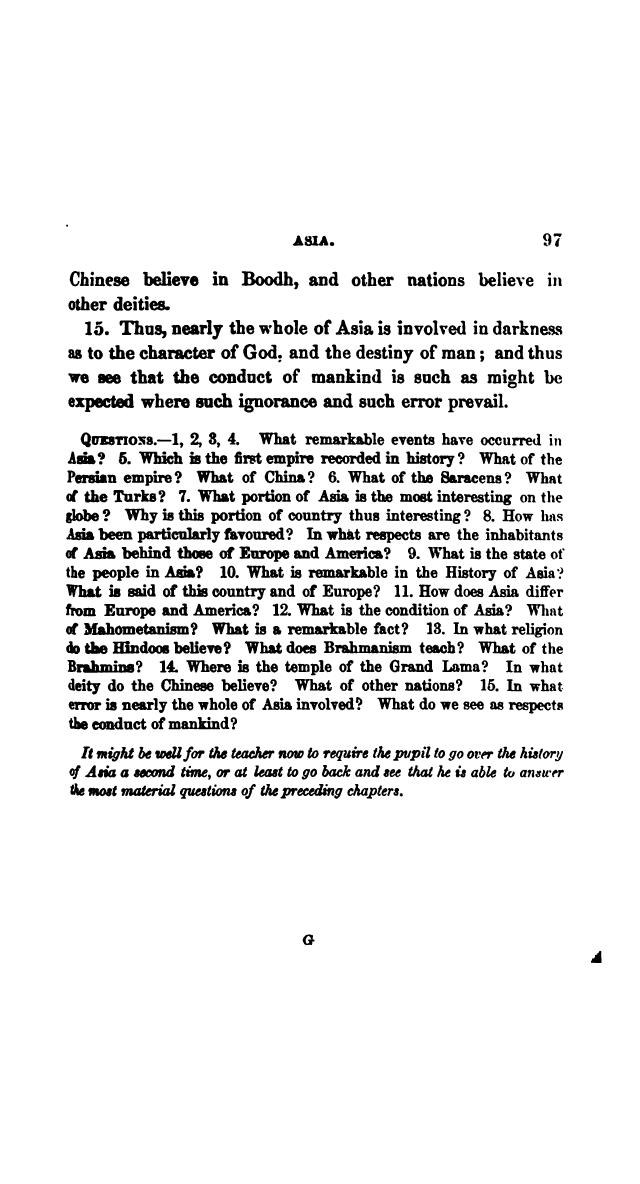 ASIA. 97
Chinese believe in Boodh, and other nations believe in
other deities.
15. Thus, nearly the whole of Asia is involved in darkness
as to the character of God, and the destiny of man; and thus
we see that the conduct of mankind is such as might be
expected where such ignorance and such error prevail.
QUESTIONS.—1, 2, 3, 4. What remarkable events have occurred in
Asia? 5. Which is the first empire recorded in history? What of the
Persian empire? What of China? 6. What of the Saracens? What
of the Turks? 7. What portion of Asia is the most interesting on the
globe? Why is this portion of country thus interesting? 8. How has
Asia been particularly favoured? In what respects are the inhabitants
of Asia behind those of Europe and America? 9. What is the state of
the people in Asia? 10. What is remarkable in the History of Asia?
What is said of this country and of Europe? 11. How does Asia differ
from Europe and America? 12. What is the condition of Asia? What
of Mahometanism? What is a remarkable fact? 13. In what religion
do the Hindoos believe? What does Brahmanism teach? What of the
Brahmins? 14. Where is the temple of the Grand Lama? In what
deity do the Chinese believe? What of other nations? 15. In what
error is nearly the whole of Asia involved? What do we see as respects
the conduct of mankind?
It might be well for the teacher now to require the pupil to go over the history
of Asia a second time, or at least to go back and see that he is able to answer
the most material questions of the preceding chapters.
G